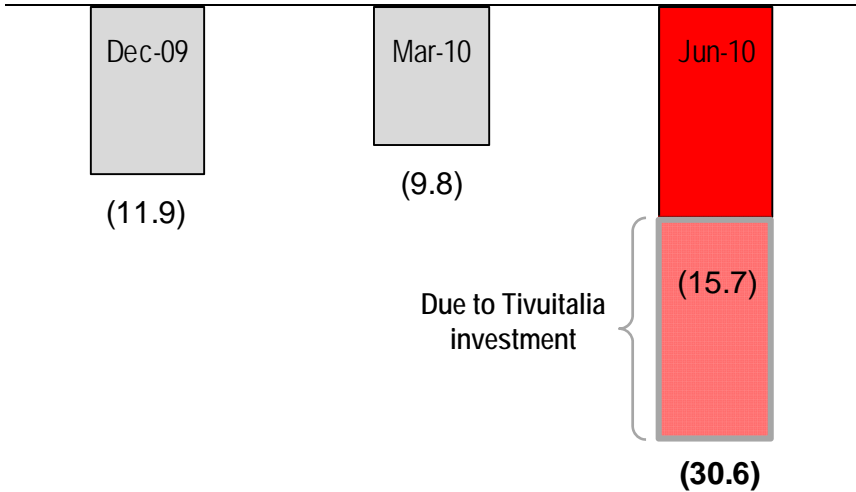 Dec-09
Mar-10
Jun-10
(11.9)
(9.8)
(15.7)
Due to Tivuitalia
investment
(30.6)